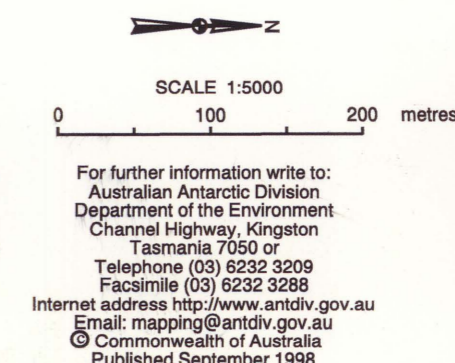 N
SCALE 1:5000
0 100 200 metres
For further information write to:
Australian Antarctic Division
Department of the Environment
Channel Highway, Kingston
Tasmania 7050 or
Telephone (03) 6232 3209
Facsimile (03) 6232 3288
Internet address http://www.antdiv.gov.au
Email: mapping@antdiv.gov.au
© Commonwealth of Australia
Published September 1998